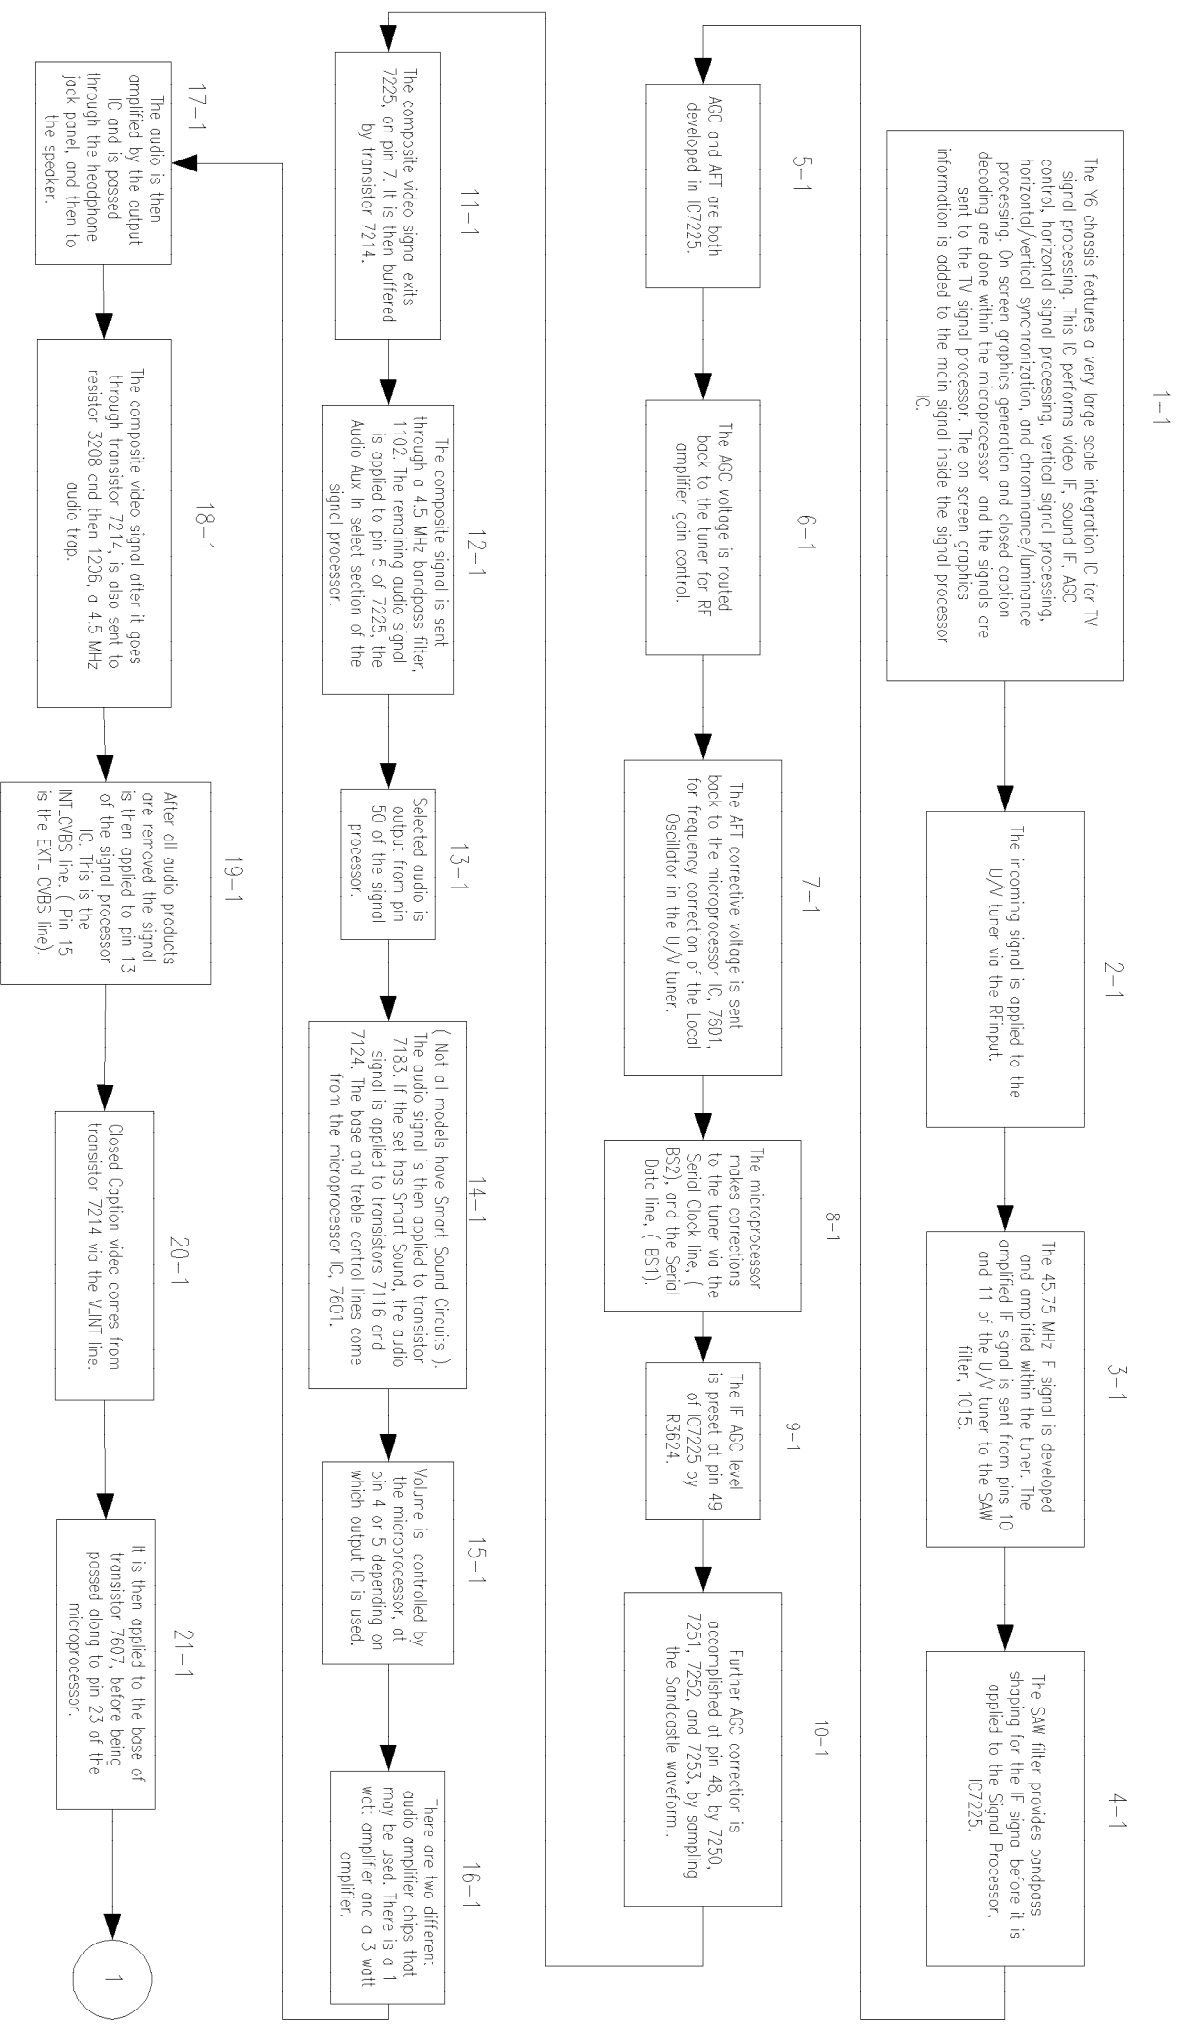 1-1
The Y6 chassis features a very large scale integration IC for TV
signal processing. This IC performs video IF, sound IF, AGC
control, horizontal signal processing, vertical signal processing,
horizontal/vertical synchronization, and chrominance/luminance
processing. On screen graphics generation and closed caption
decoding are done within the microprocessor and the signals are
sent to the TV signal processor. The on screen graphics
information is added to the main signal inside the signal processor
IC.
2-1
The incoming signal is applied to the
U/V tuner via the RFinput.
3-1
The 45.75 MHz IF signal is developed
and amplified within the tuner. The
amplified IF signal is sent from pins 10
and 11 of the U/V tuner to the SAW
filter, 1015.
4-1
The SAW filter provides bandpass
shaping for the IF signal before it is
applied to the Signal Processor,
IC7225.
5-1
AGC and AFT are both
developed in IC7225.
6-1
The AGC voltage is routed
back to the tuner for RF
amplifier gain control.
7-1
The AFT corrective voltage is sent
back to the microprocessor IC, 7601,
for frequency correction of the Local
Oscillator in the U/V tuner.
8-1
The microprocessor
makes corrections
to the tuner via the
Serial Clock line, (
BS2), and the Serial
Data line, ( BS1).
9-1
The IF AGC level
is preset at pin 49
of IC7225 by
R3624.
10-1
Further AGC correction is
accomplished at pin 48, by 7250,
7251, 7252, and 7253, by sampling
the Sandcastle waveform..
11-1
The composite video signal exits
7225, on pin 7. It is then buffered
by transistor 7214.
12-1
The composite signal is sent
through a 4.5 MHz bandpass filter,
1102. The remaining audio signal
is applied to pin 5 of 7225, the
Audio Aux In select section of the
signal processor.
13-1
Selected audio is
output from pin
50 of the signal
processor.
14-1
( Not all models have Smart Sound Circuits ).
The audio signal is then applied to transistor
7183. If the set has Smart Sound, the audio
signal is applied to transistors 7116 and
7124. The base and treble control lines come
from the microprocessor IC, 7601.
15-1
Volume is controlled by
the microprocessor, at
pin 4 or 5 depending on
which output IC is used.
16-1
There are two different
audio amplifier chips that
may be used. There is a 1
watt amplifier and a 3 watt
amplifier.
17-1
The audio is then
amplified by the output
IC and is passed
through the headphone
jack panel, and then to
the speaker.
18-1
The composite video signal after it goes
through transistor 7214, is also sent to
resistor 3208 and then 1206, a 4.5 MHz
audio trap.
19-1
After all audio products
are removed the signal
is then applied to pin 13
of the signal processor
IC. This is the
INT_CVBS line. ( Pin 15
is the EXT_ CVBS line).
20-1
Closed Caption video comes from
transistor 7214 via the V_INT line.
21-1
It is then applied to the base of
transistor 7607, before being
passed along to pin 23 of the
microprocessor.
1